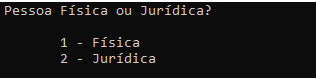 Pessoa Física ou Jurídica?
1 - Física
2 - Jurídica